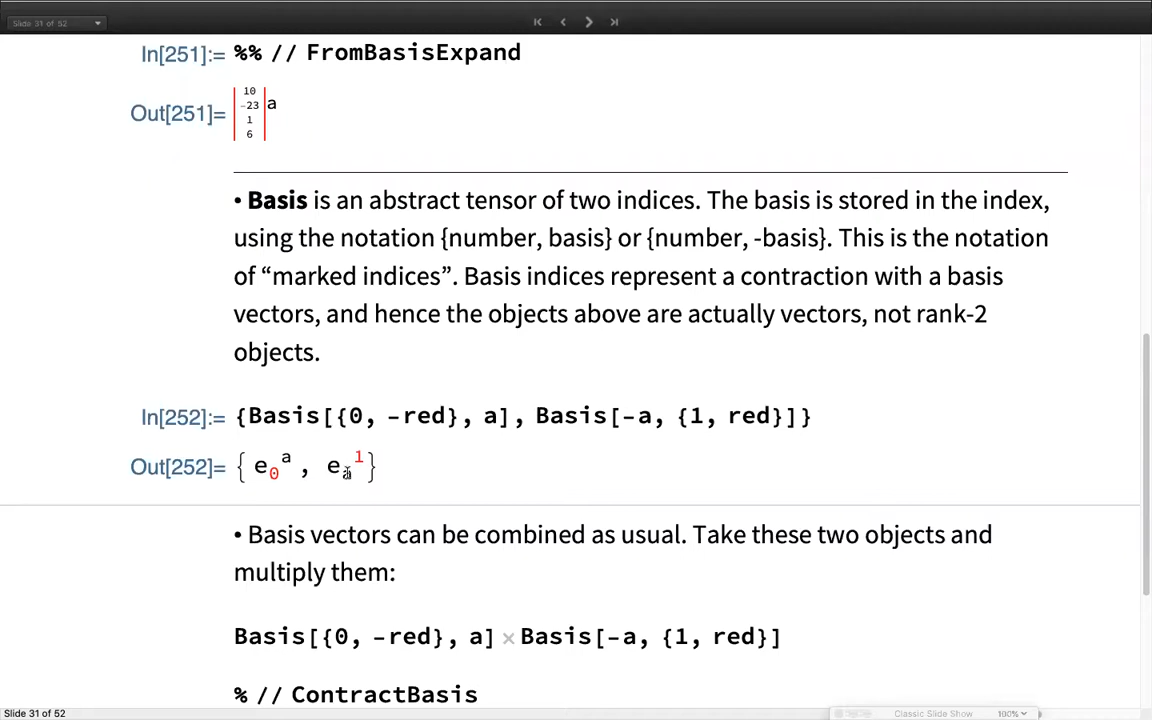 Slide 31 of 52
In[251]:= %% // FromBasisExpand
10
-23
1
6
Out[251]= a
• Basis is an abstract tensor of two indices. The basis is stored in the index,
using the notation {number, basis} or {number, -basis}. This is the notation
of “marked indices”. Basis indices represent a contraction with a basis
vectors, and hence the objects above are actually vectors, not rank-2
objects.
In[252]:= {Basis[{0, -red}, a], Basis[-a, {1, red}]}
Out[252]= { e₀ᵃ , eₐ¹}
• Basis vectors can be combined as usual. Take these two objects and
multiply them:
Basis[{0, -red}, a] × Basis[-a, {1, red}]
% // ContractBasis
Slide 31 of 52
Classic Slide Show
100%